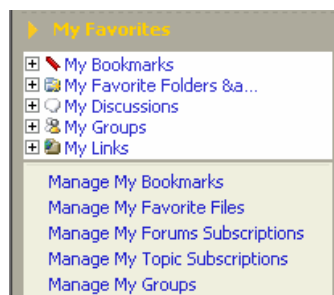 My Favorites
My Bookmarks
My Favorite Folders &a...
My Discussions
My Groups
My Links
Manage My Bookmarks
Manage My Favorite Files
Manage My Forums Subscriptions
Manage My Topic Subscriptions
Manage My Groups